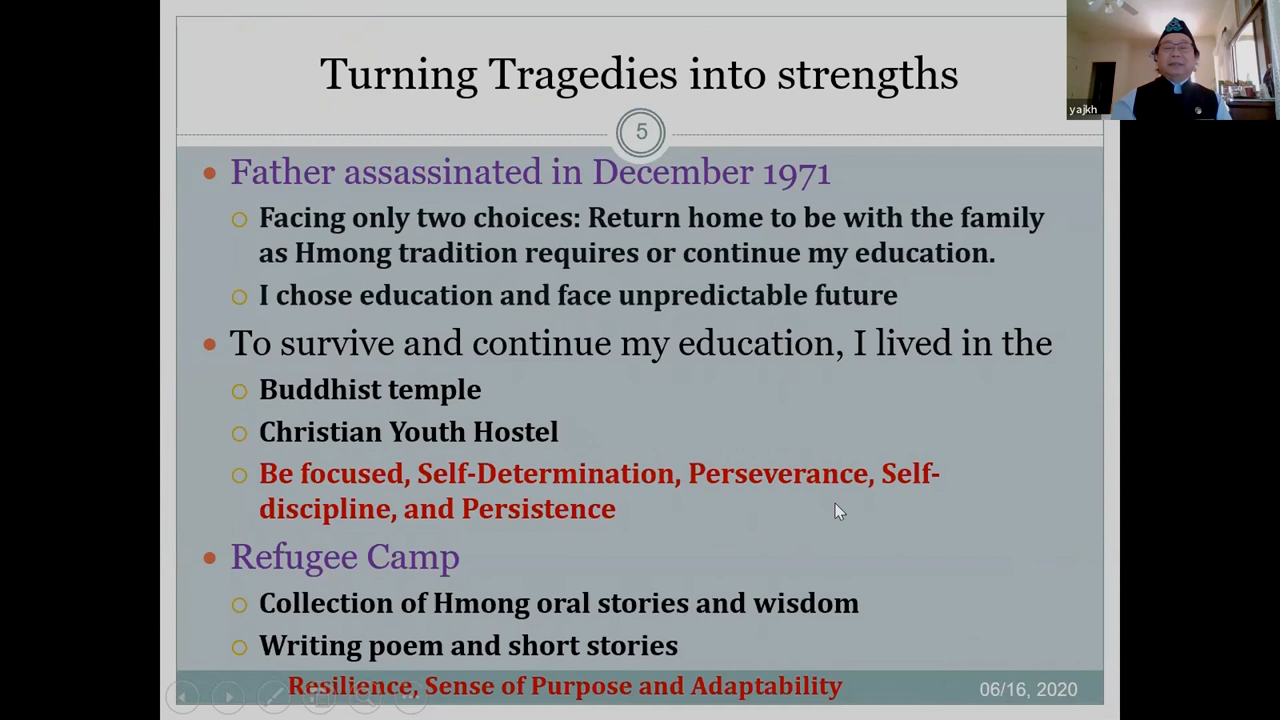 Turning Tragedies into strengths
yajkh
5
Father assassinated in December 1971
Facing only two choices: Return home to be with the family
as Hmong tradition requires or continue my education.
I chose education and face unpredictable future
To survive and continue my education, I lived in the
Buddhist temple
Christian Youth Hostel
Be focused, Self-Determination, Perseverance, Self-
discipline, and Persistence
Refugee Camp
Collection of Hmong oral stories and wisdom
Writing poem and short stories
Resilience, Sense of Purpose and Adaptability
06/16, 2020